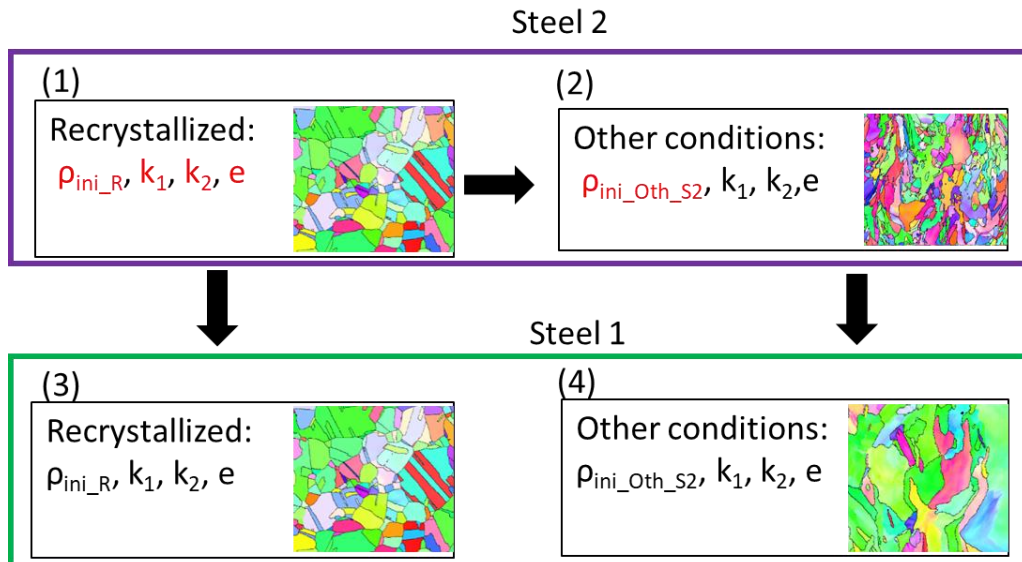 Steel 2
(1)
Recrystallized:
ρini_R, k1, k2, e
(2)
Other conditions:
ρini_Oth_S2, k1, k2,e
Steel 1
(3)
Recrystallized:
ρini_R, k1, k2, e
(4)
Other conditions:
ρini_Oth_S2, k1, k2, e